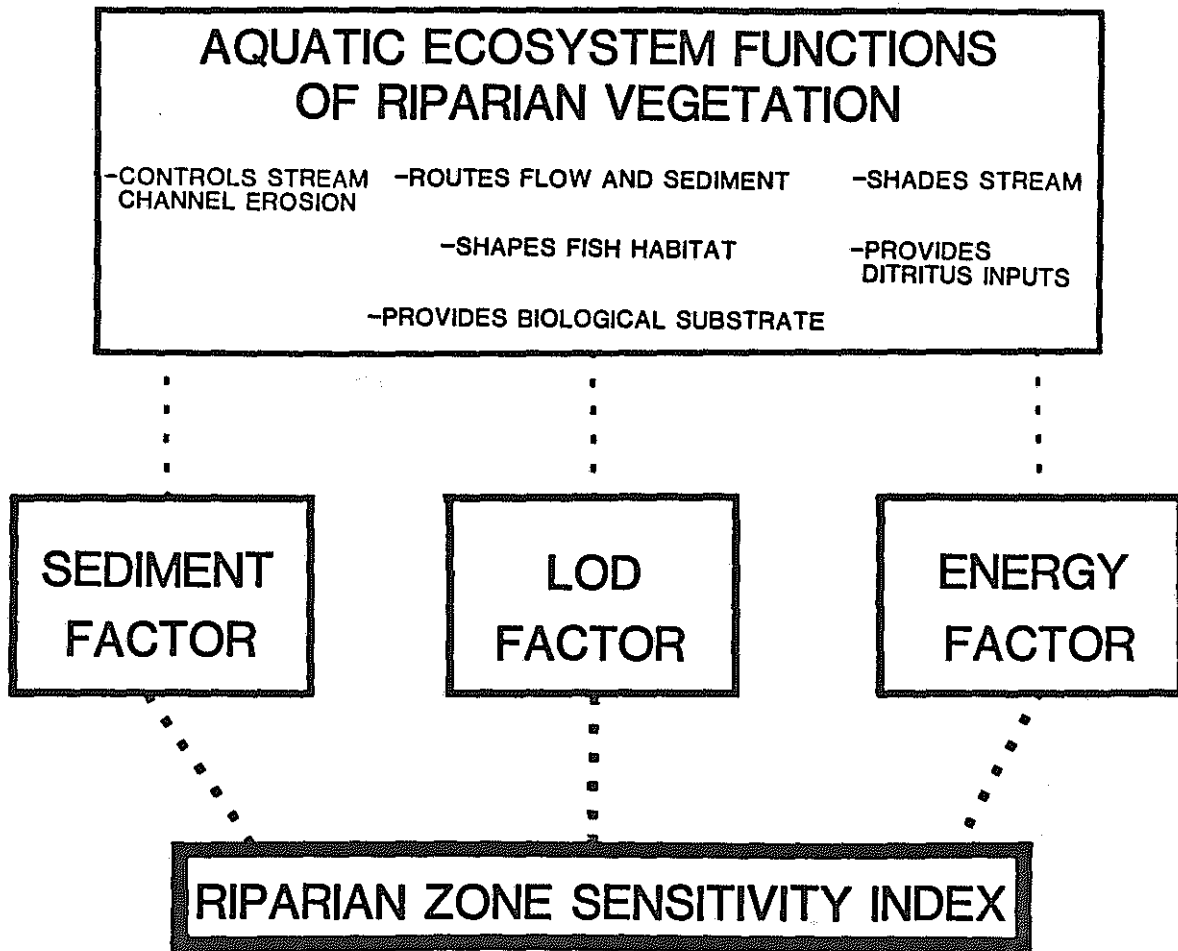 AQUATIC ECOSYSTEM FUNCTIONS
OF RIPARIAN VEGETATION
-CONTROLS STREAM
CHANNEL EROSION
-ROUTES FLOW AND SEDIMENT
-SHADES STREAM
-SHAPES FISH HABITAT
-PROVIDES
DITRITUS INPUTS
-PROVIDES BIOLOGICAL SUBSTRATE
SEDIMENT
FACTOR
LOD
FACTOR
ENERGY
FACTOR
RIPARIAN ZONE SENSITIVITY INDEX